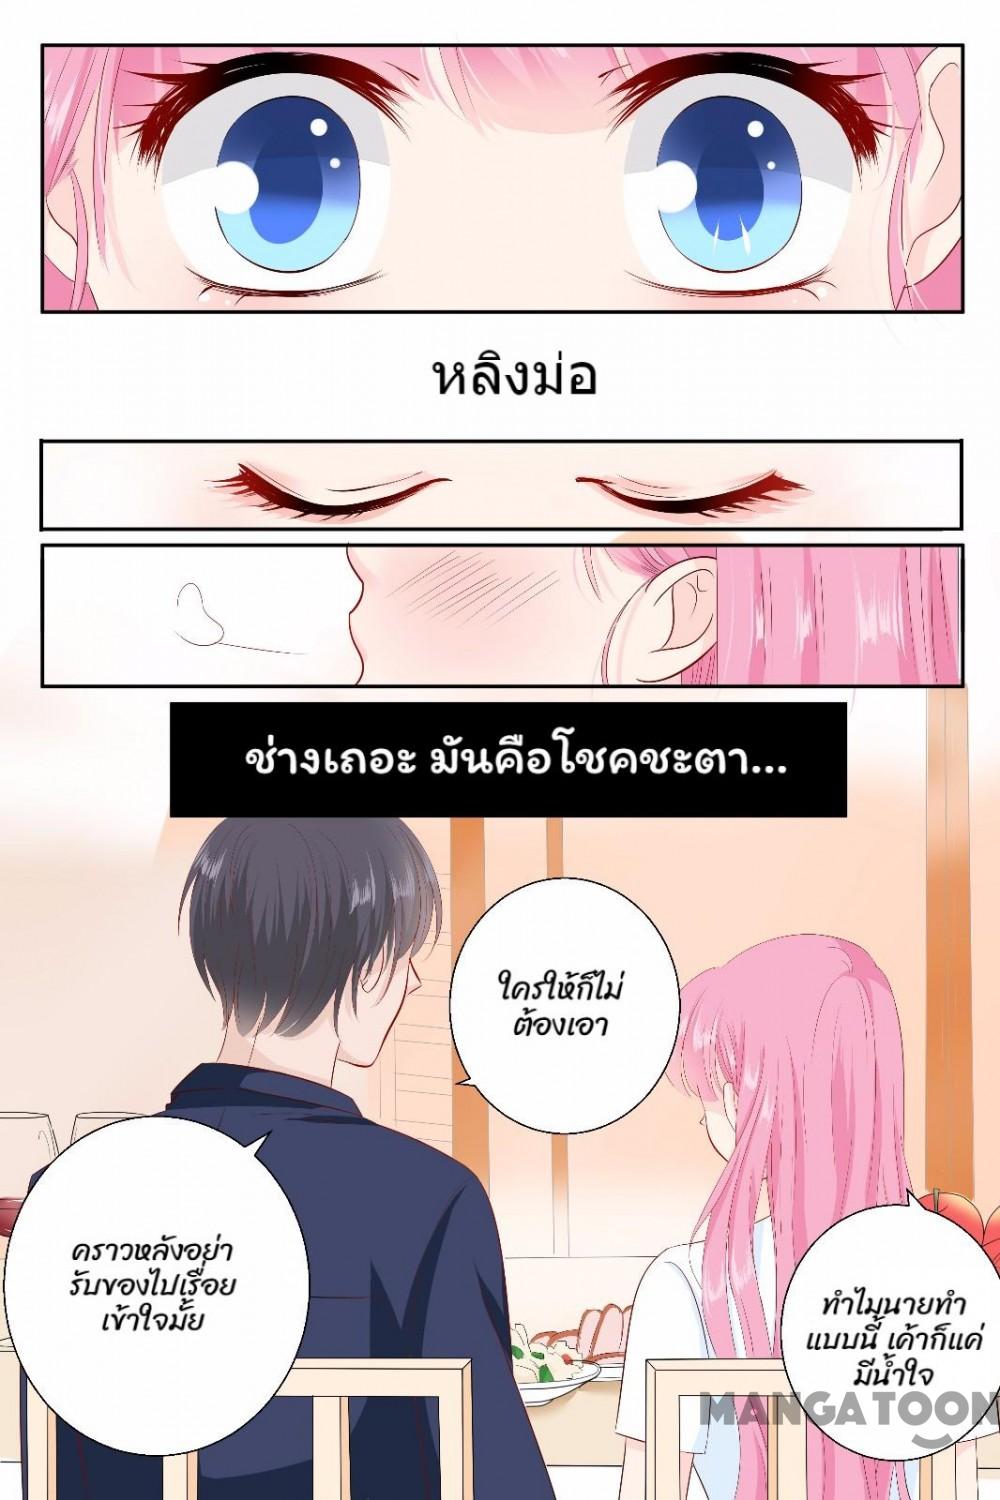 หลิงม่อ
ช่างเถอะ มันคือโชคชะตา...
ใครให้ก็ไม่
ต้องเอา
คราวหลังอย่า
รับของไปเรื่อย
เข้าใจมั้ย
ทำไมนายทำ
แบบนี้ เค้าก็แค่
มีน้ำใจ
MANGATOON